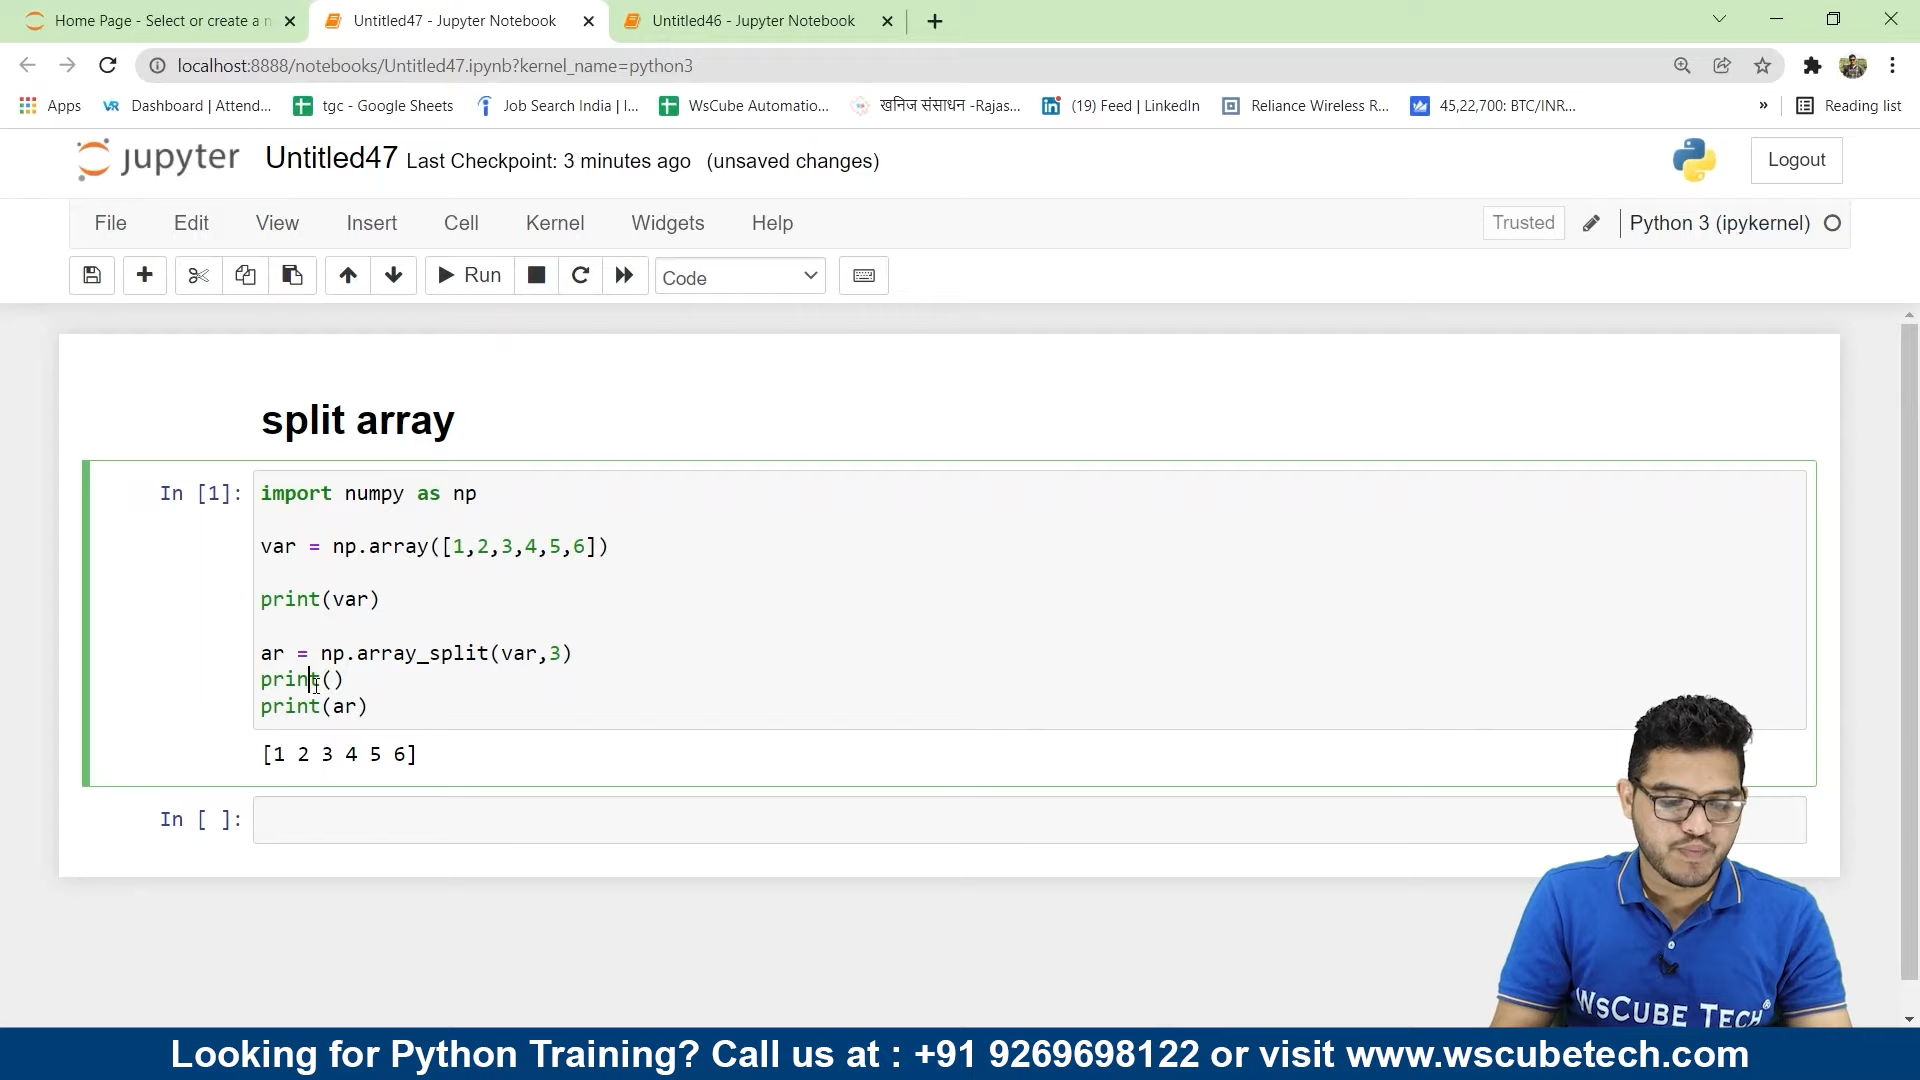 Home Page - Select or create a n
Untitled47 - Jupyter Notebook
Untitled46 - Jupyter Notebook
localhost:8888/notebooks/Untitled47.ipynb?kernel_name=python3
Apps
VR Dashboard | Attend...
tgc - Google Sheets
Job Search India | I...
WsCube Automatio...
खनिज संसाधन -Rajas...
(19) Feed | LinkedIn
Reliance Wireless R...
45,22,700: BTC/INR...
»
Reading list
jupyter Untitled47 Last Checkpoint: 3 minutes ago (unsaved changes)
Logout
File Edit View Insert Cell Kernel Widgets Help
Trusted
Python 3 (ipykernel)
Run
Code
split array
In [1]: import numpy as np
var = np.array([1,2,3,4,5,6])
print(var)
ar = np.array_split(var,3)
print()
print(ar)
[1 2 3 4 5 6]
In [ ]:
WsCube Tech®
Looking for Python Training? Call us at : +91 9269698122 or visit www.wscubetech.com